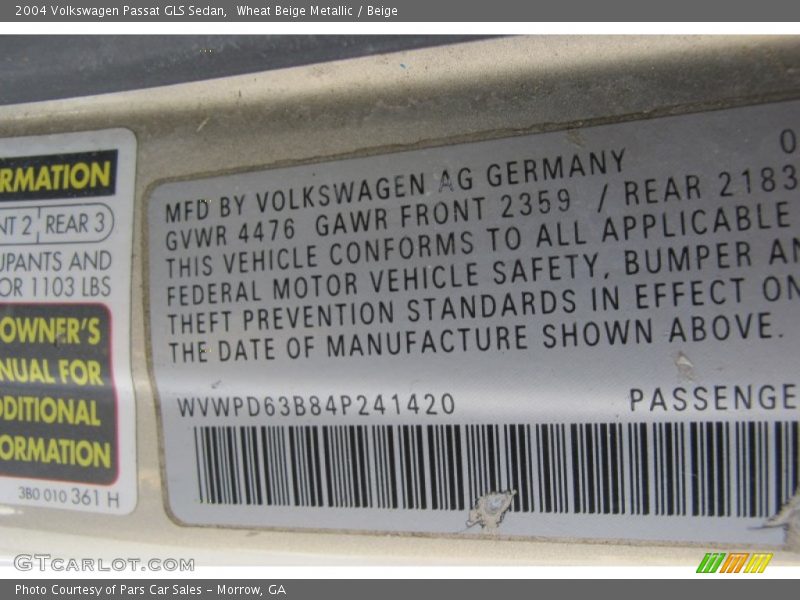 2004 Volkswagen Passat GLS Sedan, Wheat Beige Metallic / Beige
RMATION
NT 2 REAR 3
UPANTS AND
OR 1103 LBS
OWNER'S
NUAL FOR
DDITIONAL
ORMATION
3B0 010 361 H
0
MFD BY VOLKSWAGEN AG GERMANY
GVWR 4476 GAWR FRONT 2359 / REAR 2183
THIS VEHICLE CONFORMS TO ALL APPLICABLE
FEDERAL MOTOR VEHICLE SAFETY, BUMPER AN
THEFT PREVENTION STANDARDS IN EFFECT ON
THE DATE OF MANUFACTURE SHOWN ABOVE.
WVWPD63B84P241420 PASSENGE
GTCARLOT.COM
Photo Courtesy of Pars Car Sales - Morrow, GA